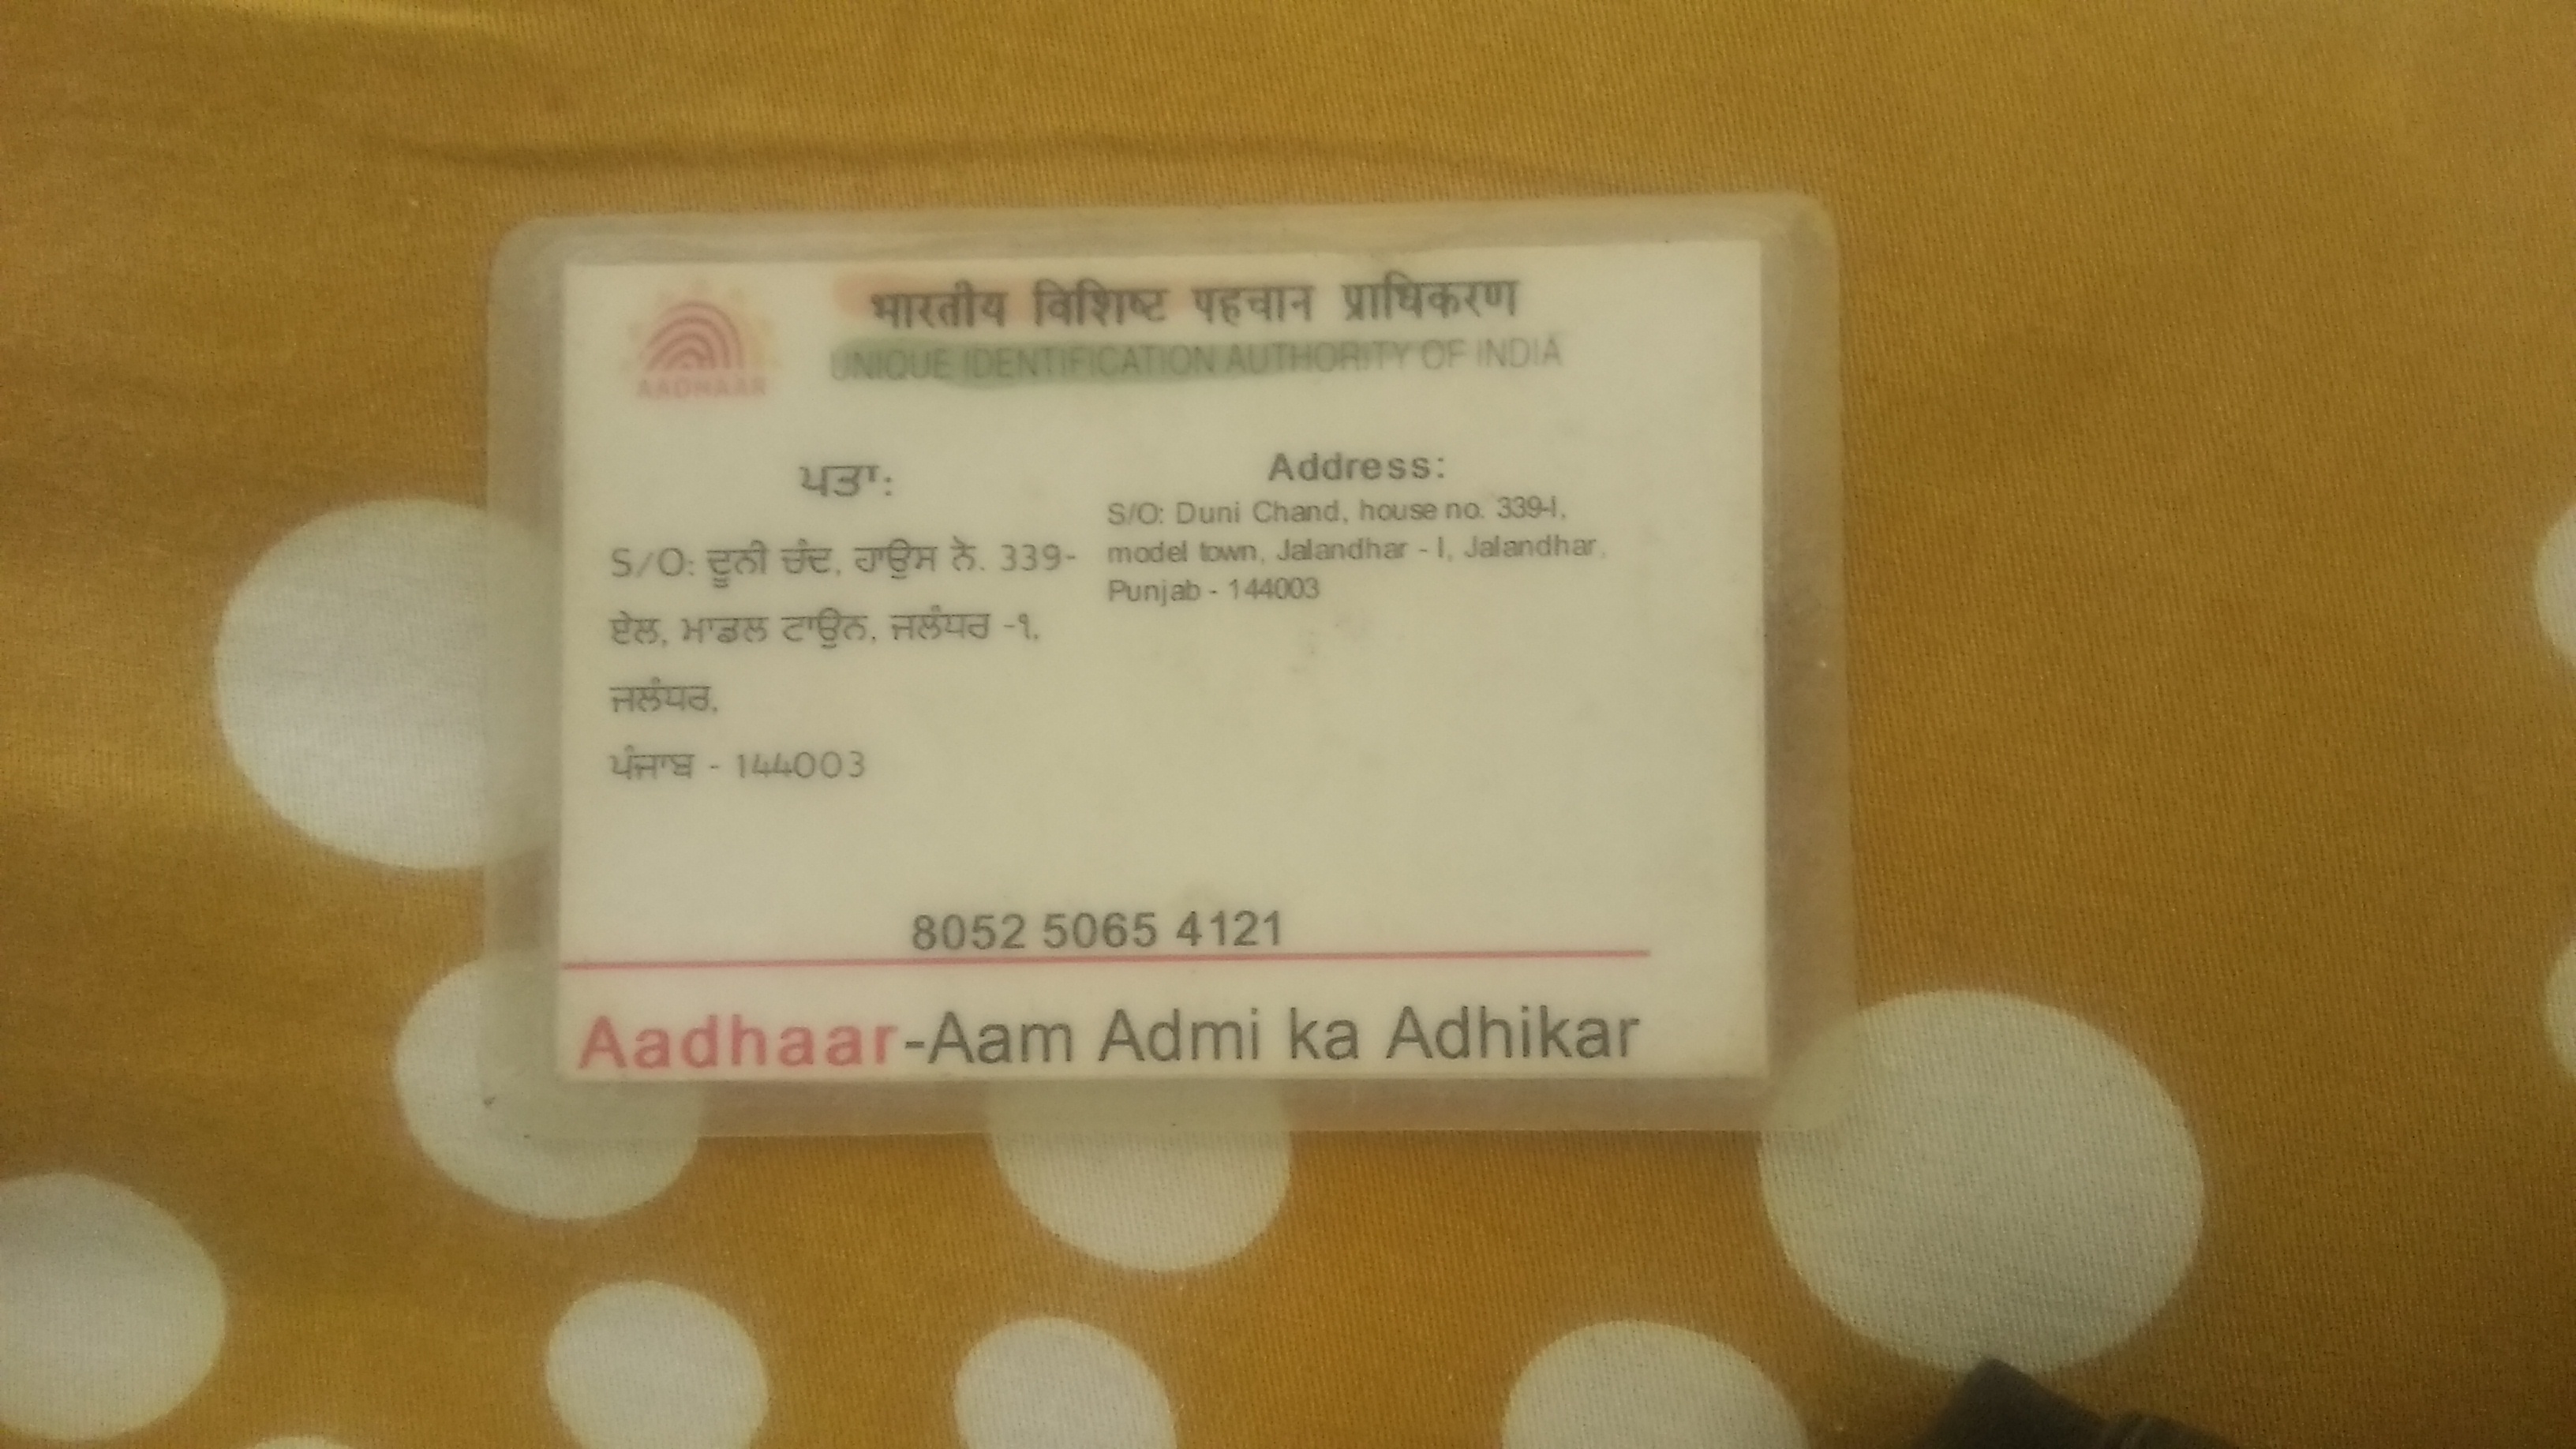 AADHAAR
भारतीय विशिष्ट पहचान प्राधिकरण
UNIQUE IDENTIFICATION AUTHORITY OF INDIA
ਪਤਾ:
S/O: ਦੂਨੀ ਚੰਦ, ਹਾਊਸ ਨੋ. 339-
ਏਲ, ਮਾਡਲ ਟਾਊਨ, ਜਲੰਧਰ -੧,
ਜਲੰਧਰ,
ਪੰਜਾਬ - 144003
Address:
S/O: Duni Chand, house no. 339-l,
model town, Jalandhar - I, Jalandhar,
Punjab - 144003
8052 5065 4121
Aadhaar-Aam Admi ka Adhikar